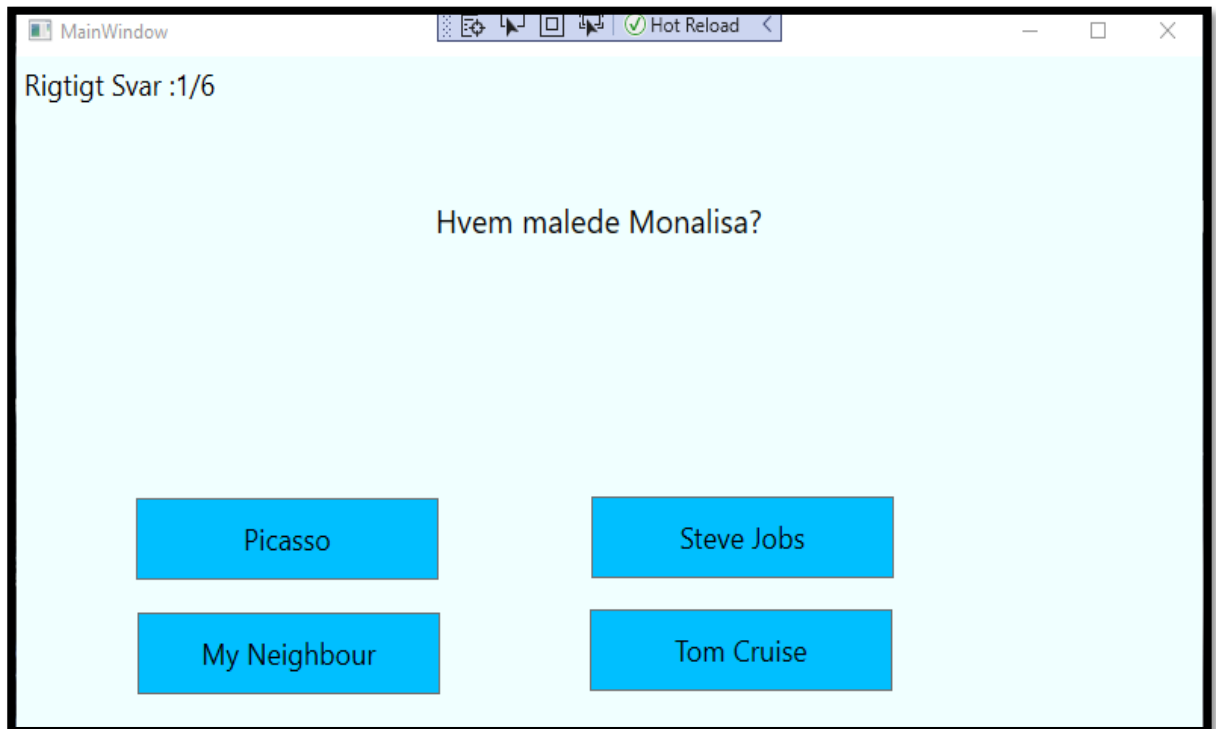 MainWindow
Hot Reload
Rigtigt Svar :1/6
Hvem malede Monalisa?
Picasso
Steve Jobs
My Neighbour
Tom Cruise